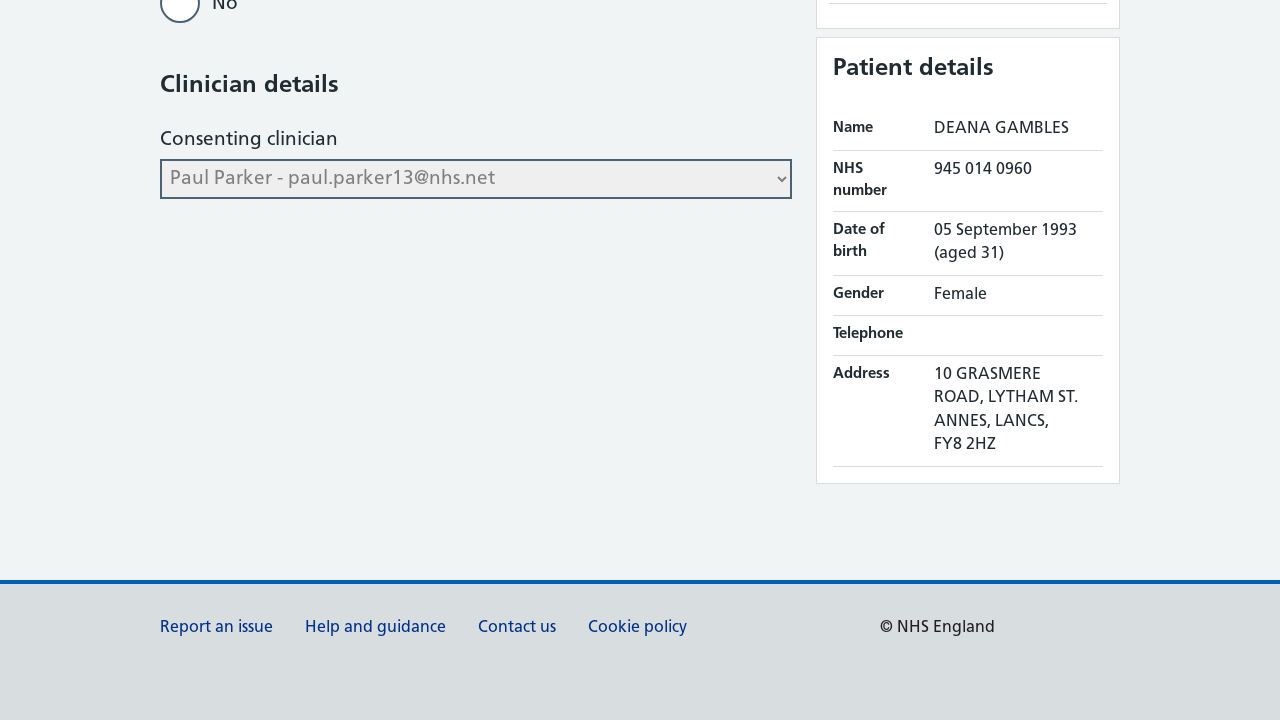 No
Clinician details
Consenting clinician
Paul Parker - paul.parker13@nhs.net
Patient details
Name DEANA GAMBLES
NHS number 945 014 0960
Date of birth 05 September 1993
(aged 31)
Gender Female
Telephone
Address 10 GRASMERE
ROAD, LYTHAM ST.
ANNES, LANCS,
FY8 2HZ
Report an issue Help and guidance Contact us Cookie policy © NHS England